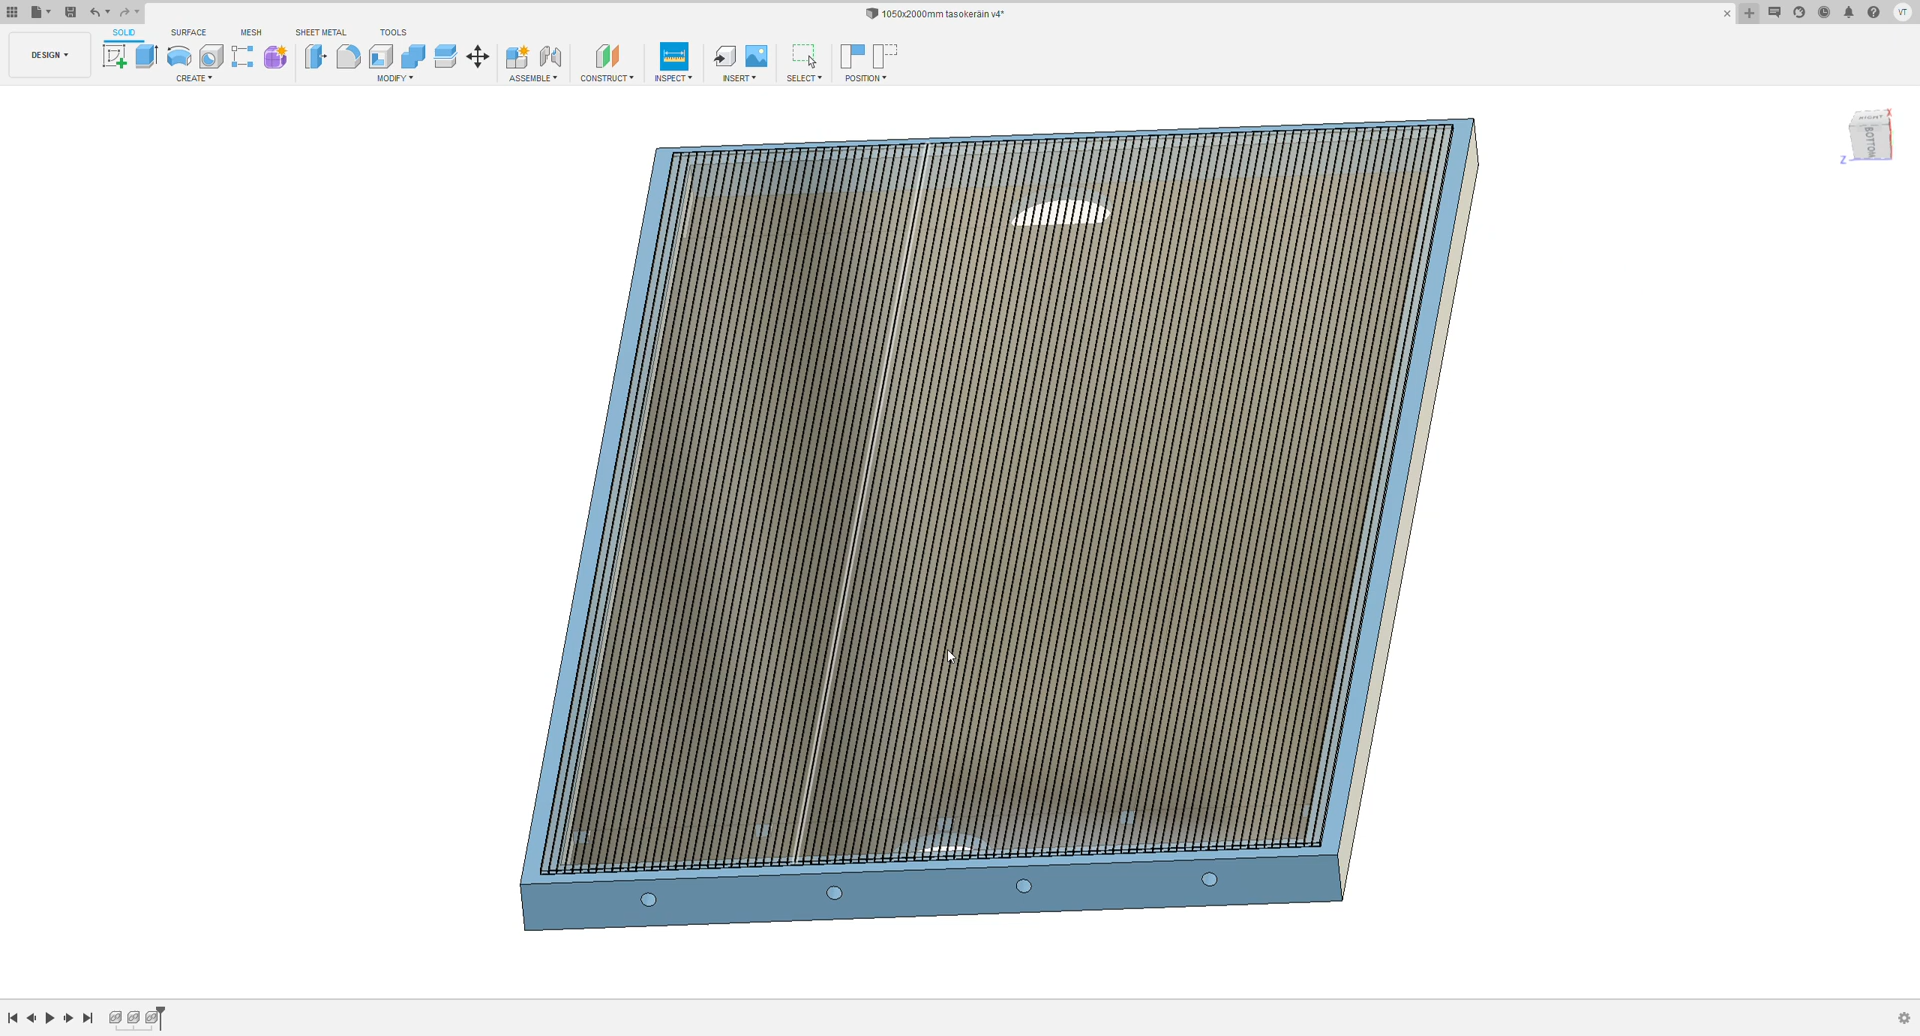 1050x2000mm tasokeräin v4*
VT
SOLID
SURFACE
MESH
SHEET METAL
TOOLS
DESIGN
CREATE
MODIFY
ASSEMBLE
CONSTRUCT
INSPECT
INSERT
SELECT
POSITION
X
RIGHT
BOTTOM
Z